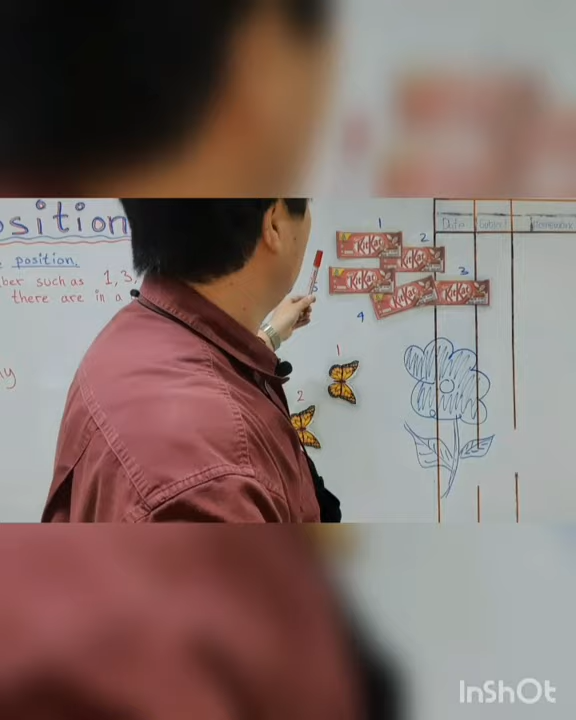 osition
position.
ber such as 1, 3,
there are in a
y
1
2
3
4
KitKat
KitKat
KitKat
KitKat
KitKat
1
2
Date
InShOt